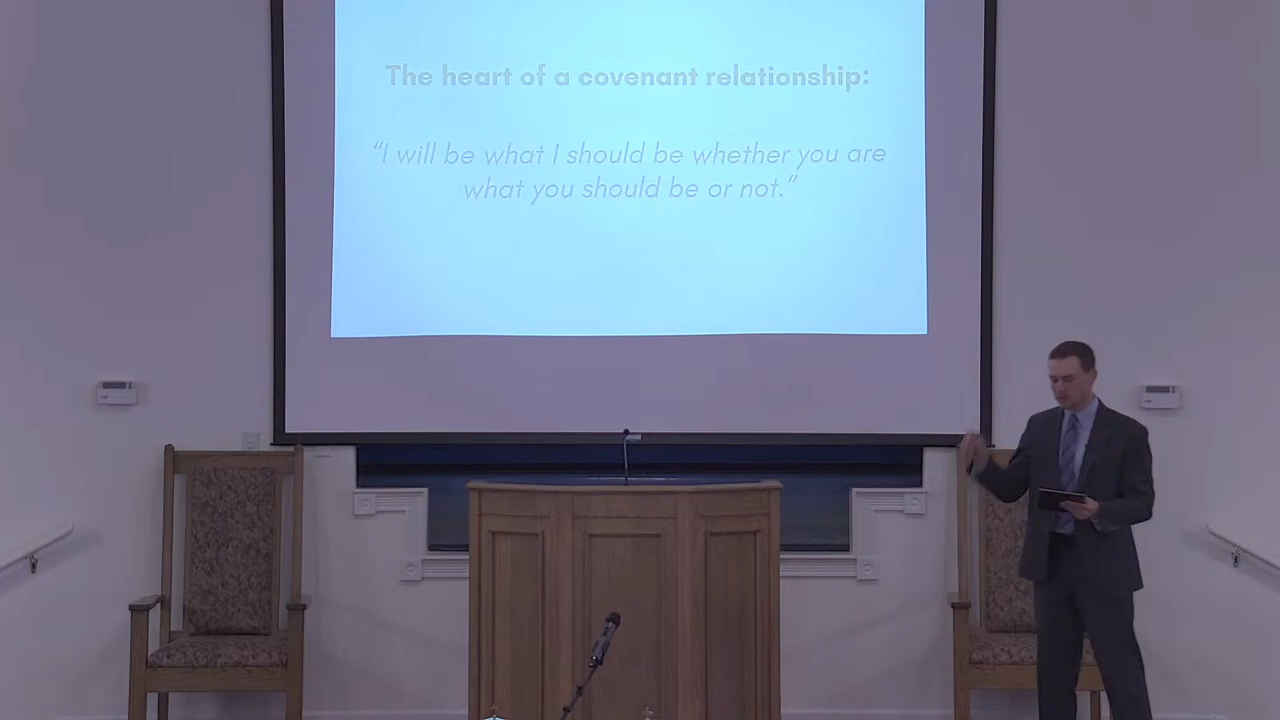 The heart of a covenant relationship:
“I will be what I should be whether you are
what you should be or not.”